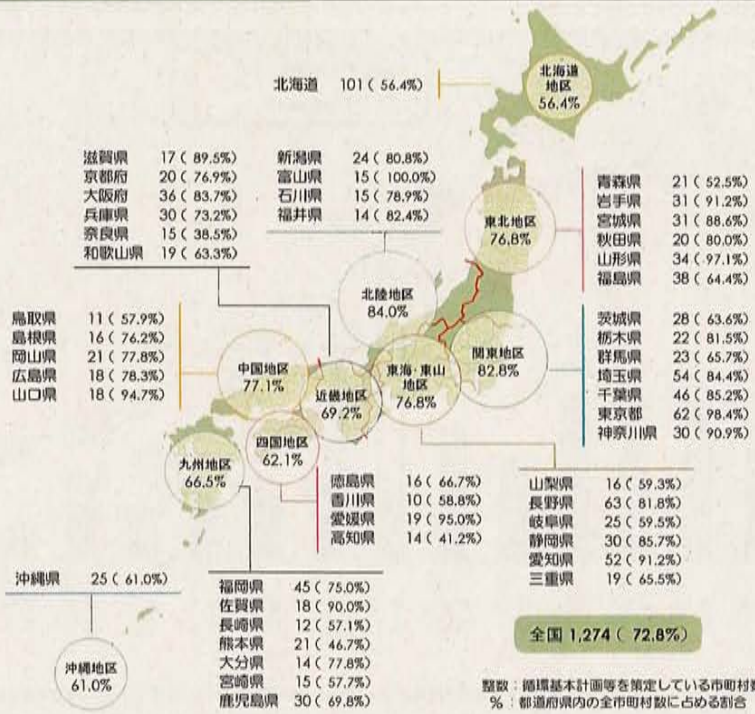 北海道 101 ( 56.4%)
北海道
地区
56.4%
滋賀県 17 ( 89.5%)
京都府 20 ( 76.9%)
大阪府 36 ( 83.7%)
兵庫県 30 ( 73.2%)
奈良県 15 ( 38.5%)
和歌山県 19 ( 63.3%)
新潟県 24 ( 80.8%)
富山県 15 ( 100.0%)
石川県 15 ( 78.9%)
福井県 14 ( 82.4%)
東北地区
76.8%
青森県 21 ( 52.5%)
岩手県 31 ( 91.2%)
宮城県 31 ( 88.6%)
秋田県 20 ( 80.0%)
山形県 34 ( 97.1%)
福島県 38 ( 64.4%)
北陸地区
84.0%
鳥取県 11 ( 57.9%)
島根県 16 ( 76.2%)
岡山県 21 ( 77.8%)
広島県 18 ( 78.3%)
山口県 18 ( 94.7%)
中国地区
77.1%
近畿地区
69.2%
東海・東山
地区
76.8%
関東地区
82.8%
茨城県 28 ( 63.6%)
栃木県 22 ( 81.5%)
群馬県 23 ( 65.7%)
埼玉県 54 ( 84.4%)
千葉県 46 ( 85.2%)
東京都 62 ( 98.4%)
神奈川県 30 ( 90.9%)
四国地区
62.1%
九州地区
66.5%
徳島県 16 ( 66.7%)
香川県 10 ( 58.8%)
愛媛県 19 ( 95.0%)
高知県 14 ( 41.2%)
山梨県 16 ( 59.3%)
長野県 63 ( 81.8%)
岐阜県 25 ( 59.5%)
静岡県 30 ( 85.7%)
愛知県 52 ( 91.2%)
三重県 19 ( 65.5%)
沖縄県 25 ( 61.0%)
沖縄地区
61.0%
福岡県 45 ( 75.0%)
佐賀県 18 ( 90.0%)
長崎県 12 ( 57.1%)
熊本県 21 ( 46.7%)
大分県 14 ( 77.8%)
宮崎県 15 ( 57.7%)
鹿児島県 30 ( 69.8%)
全国 1,274 ( 72.8%)
整数：循環基本計画等を策定している市町村数
%：都道府県内の全市町村数に占める割合